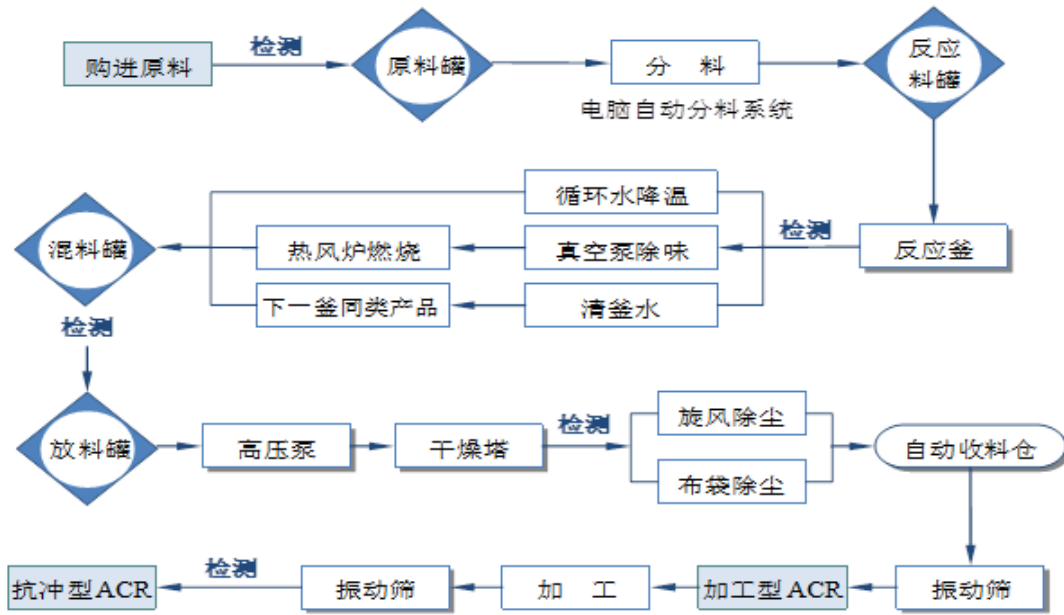 购进原料
检测
原料罐
分 料
电脑自动分料系统
反应
料罐
循环水降温
混料罐
热风炉燃烧
真空泵除味
检测
反应釜
下一釜同类产品
清釜水
检测
放料罐
高压泵
干燥塔
检测
旋风除尘
布袋除尘
自动收料仓
抗冲型ACR
检测
振动筛
加 工
加工型ACR
振动筛